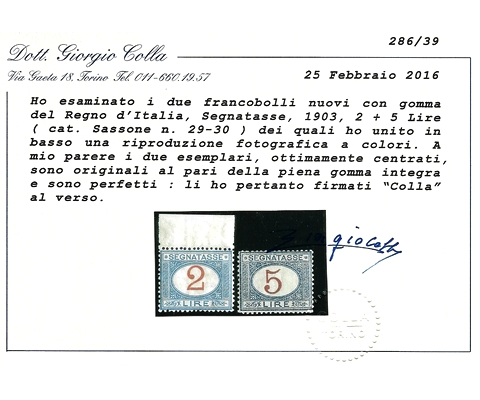 286/39
Dott. Giorgio Colla
Via Gaeta 18, Torino Tel. 011-660.19.57
25 Febbraio 2016
Ho esaminato i due francobolli nuovi con gomma
del Regno d'Italia, Segnatasse, 1903, 2 + 5 Lire
( cat. Sassone n. 29-30 ) dei quali ho unito in
basso una riproduzione fotografica a colori. A
mio parere i due esemplari, ottimamente centrati,
sono originali al pari della piena gomma integra
e sono perfetti : li ho pertanto firmati "Colla"
al verso.
GiorgioColla
SEGNATASSE SEGNATASSE
2 5
LIRE LIRE